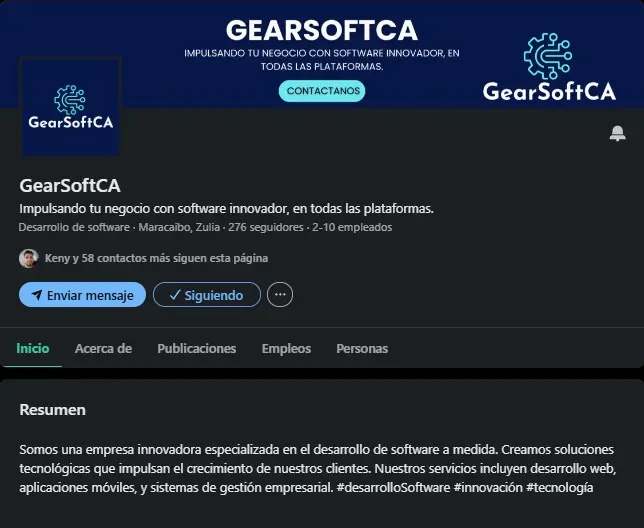 GEARSOFTCA
IMPULSANDO TU NEGOCIO CON SOFTWARE INNOVADOR, EN
TODAS LAS PLATAFORMAS.
CONTACTANOS
GearSoftCA
GearSoftCA
GearSoftCA
Impulsando tu negocio con software innovador, en todas las plataformas.
Desarrollo de software · Maracaibo, Zulia · 276 seguidores · 2-10 empleados
Keny y 58 contactos más siguen esta página
Enviar mensaje
Siguiendo
Inicio
Acerca de
Publicaciones
Empleos
Personas
Resumen
Somos una empresa innovadora especializada en el desarrollo de software a medida. Creamos soluciones
tecnológicas que impulsan el crecimiento de nuestros clientes. Nuestros servicios incluyen desarrollo web,
aplicaciones móviles, y sistemas de gestión empresarial. #desarrolloSoftware #innovación #tecnología